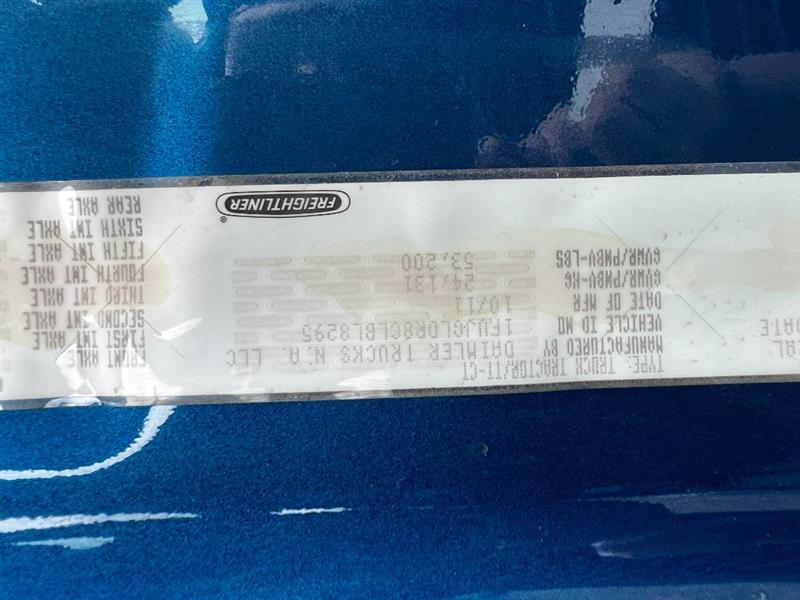 TYPE: TRUCK TRACTOR/TT-CT
MANUFACTURED BY DAIMLER TRUCKS N.A. LLC
VEHICLE ID NO 1FUJGLDR8CLBL8295
DATE OF MFR 10/11
GVWR/PMBV-KG 24,131
GVWR/PMBV-LBS 53,200
FREIGHTLINER®
FRONT AXLE
FIRST INT AXLE
SECOND INT AXLE
THIRD INT AXLE
FOURTH INT AXLE
FIFTH INT AXLE
SIXTH INT AXLE
REAR AXLE